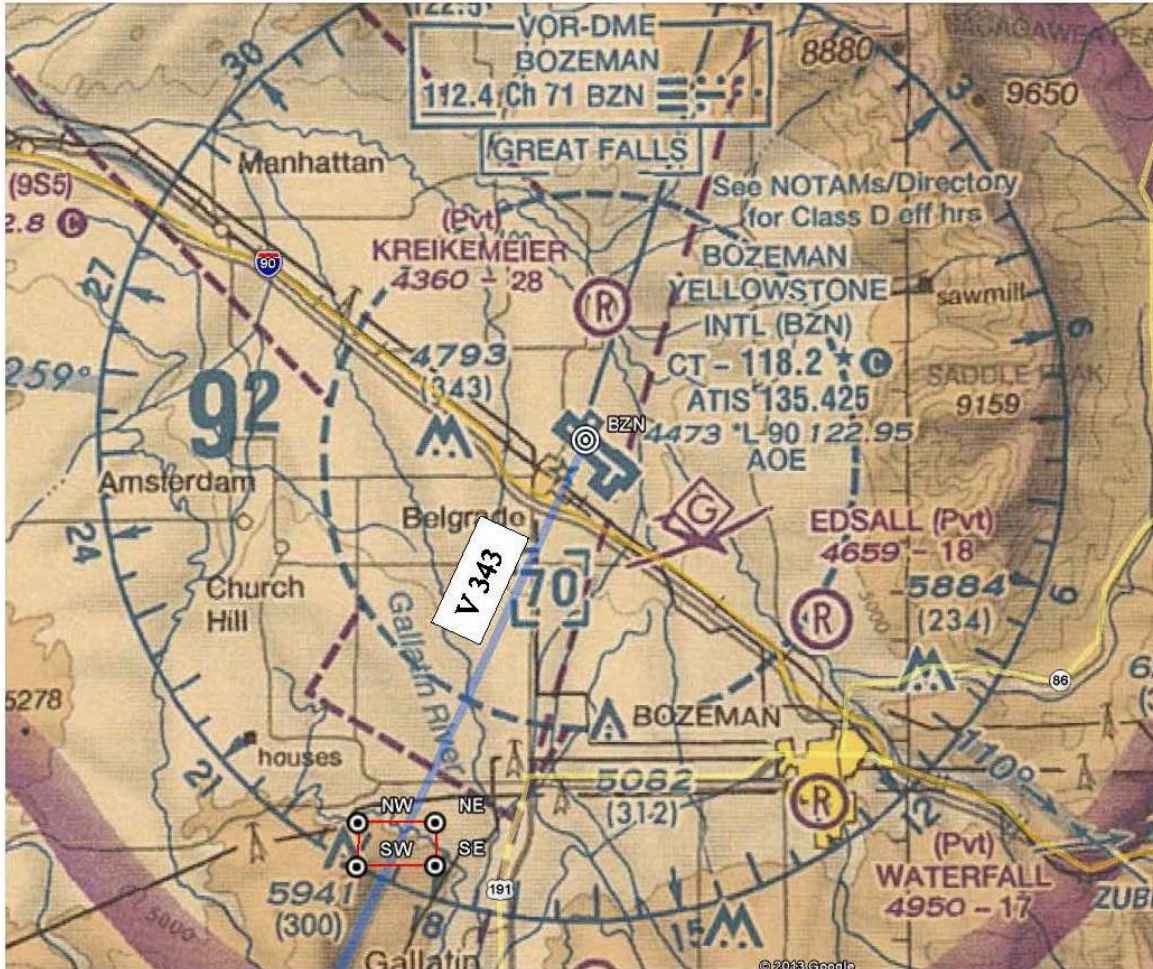 122.5
VOR-DME
BOZEMAN
112.4 Ch 71 BZN
GREAT FALLS
8880
9650
30
3
Manhattan
(9S5)
2.8 C
(Pvt)
KREIKEMEIER
4360 - 28
R
See NOTAMs/Directory
for Class D eff hrs
BOZEMAN
YELLOWSTONE
INTL (BZN)
CT - 118.2 ★ C
ATIS 135.425
4473 *L 90 122.95
AOE
sawmill
6
90
27
259°
92
4793
(343)
SADDLE PEAK
9159
BZN
Amsterdam
24
Belgrade
G
EDSALL (Pvt)
4659 - 18
R
5884
(234)
9
5000
86
V 343
70
Church
Hill
Gallatin River
5278
houses
21
BOZEMAN
5082
(312)
R
110°
12
NW NE
SW SE
5941
(300)
5000
18
191
15
Gallatin
(Pvt)
WATERFALL
4950 - 17
© 2013 Google